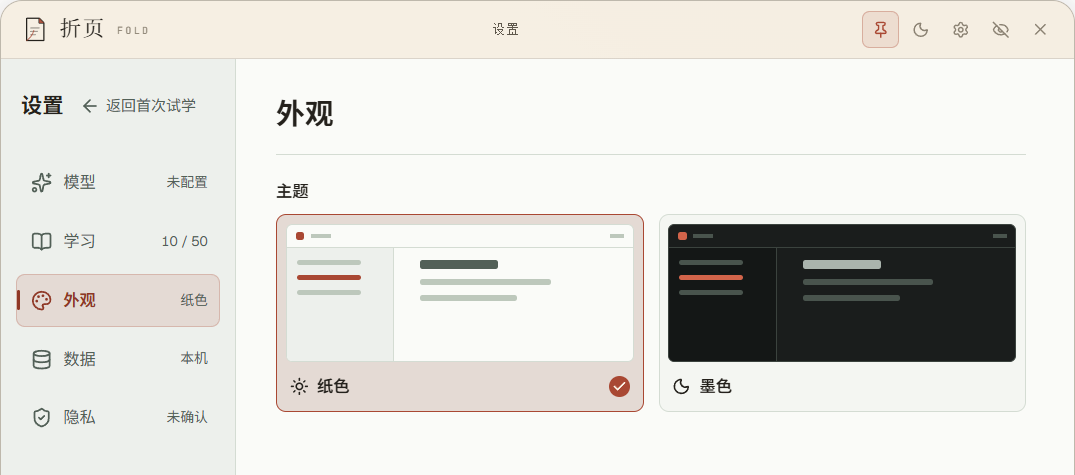 折页 FOLD
设置
设置
返回首次试学
模型 未配置
学习 10 / 50
外观 纸色
数据 本机
隐私 未确认
外观
主题
纸色
墨色